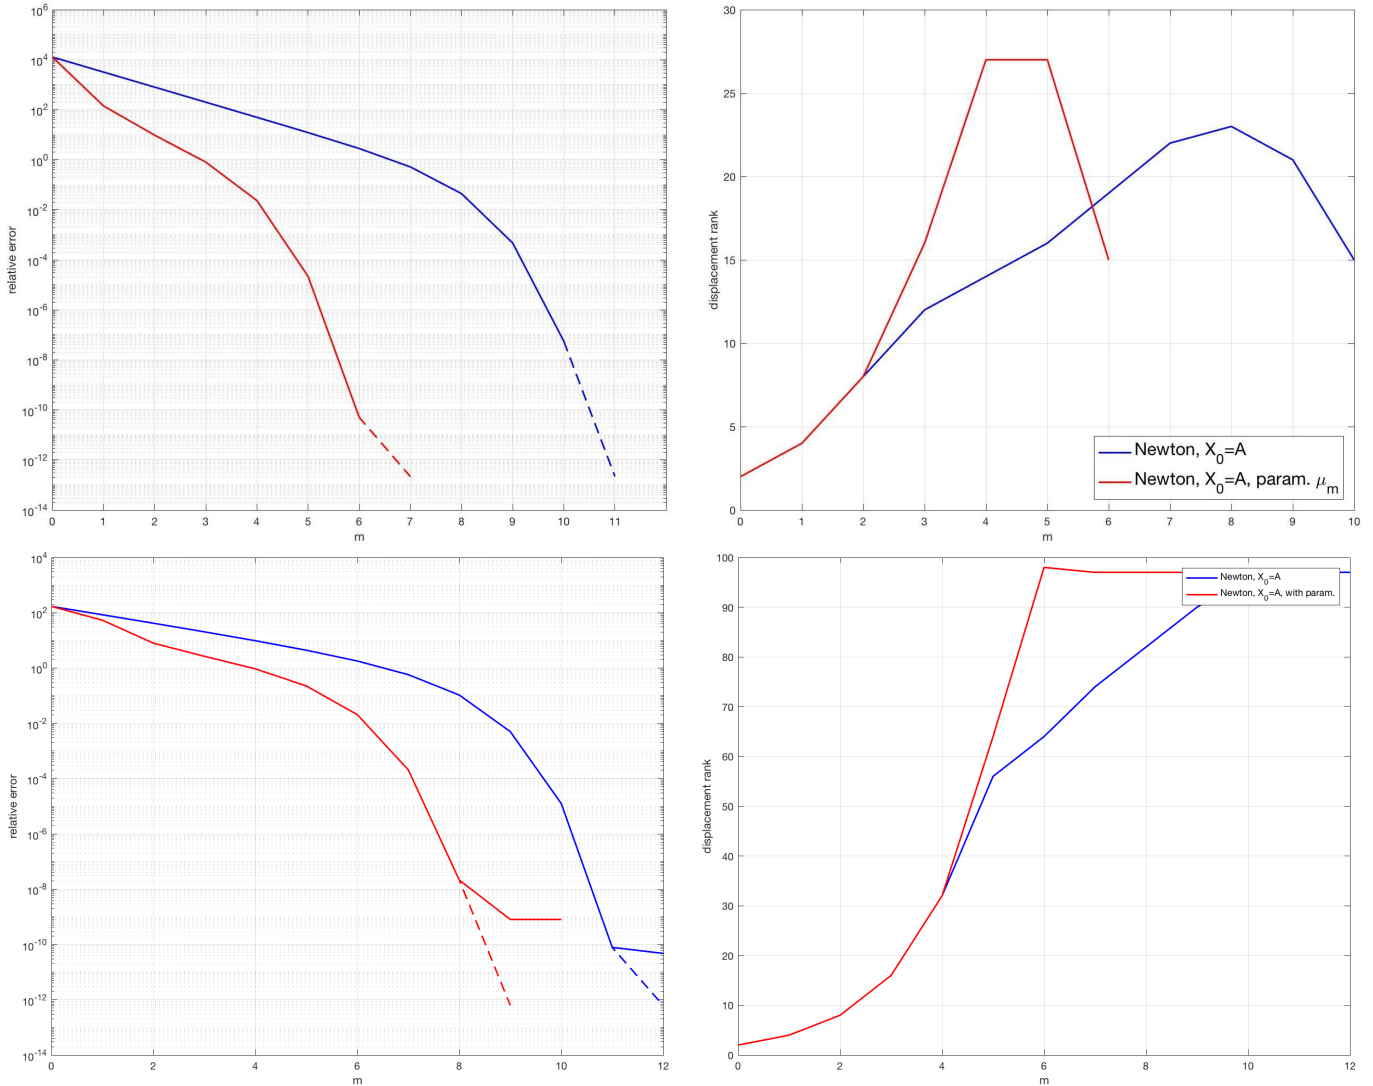 10^6
10^4
10^2
10^0
10^-2
10^-4
10^-6
10^-8
10^-10
10^-12
10^-14
relative error
0 1 2 3 4 5 6 7 8 9 10 11
m
30
25
20
15
10
5
0
displacement rank
Newton, X_0=A
Newton, X_0=A, param. μ_m
0 1 2 3 4 5 6 7 8 9 10
m
10^4
10^2
10^0
10^-2
10^-4
10^-6
10^-8
10^-10
10^-12
10^-14
relative error
0 2 4 6 8 10 12
m
100
90
80
70
60
50
40
30
20
10
0
displacement rank
Newton, X_0=A
Newton, X_0=A, with param.
0 2 4 6 8 10 12
m